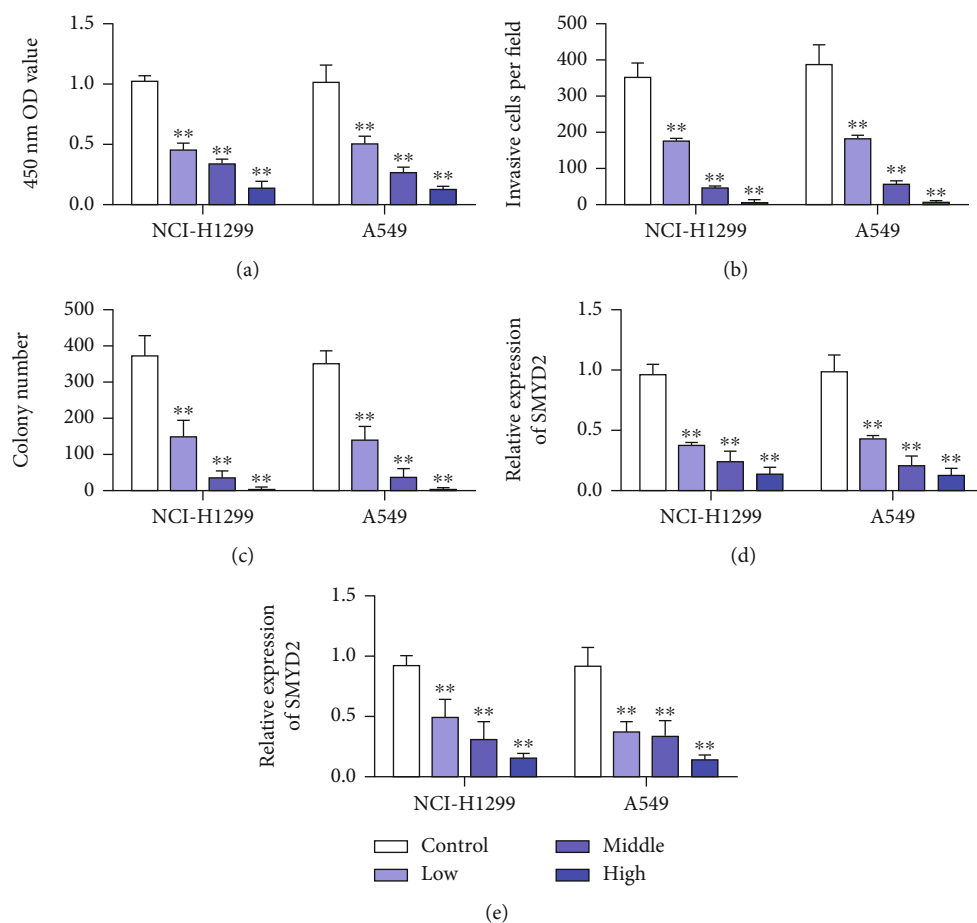 450 nm OD value
1.5
1.0
0.5
0.0
**
**
**
**
**
**
NCI-H1299 A549
(a)
Invasive cells per field
500
400
300
200
100
0
**
**
**
**
**
**
NCI-H1299 A549
(b)
Colony number
500
400
300
200
100
0
**
**
**
**
**
**
NCI-H1299 A549
(c)
Relative expression
of SMYD2
1.5
1.0
0.5
0.0
**
**
**
**
**
**
NCI-H1299 A549
(d)
Relative expression
of SMYD2
1.5
1.0
0.5
0.0
**
**
**
**
**
**
NCI-H1299 A549
Control Middle
Low High
(e)